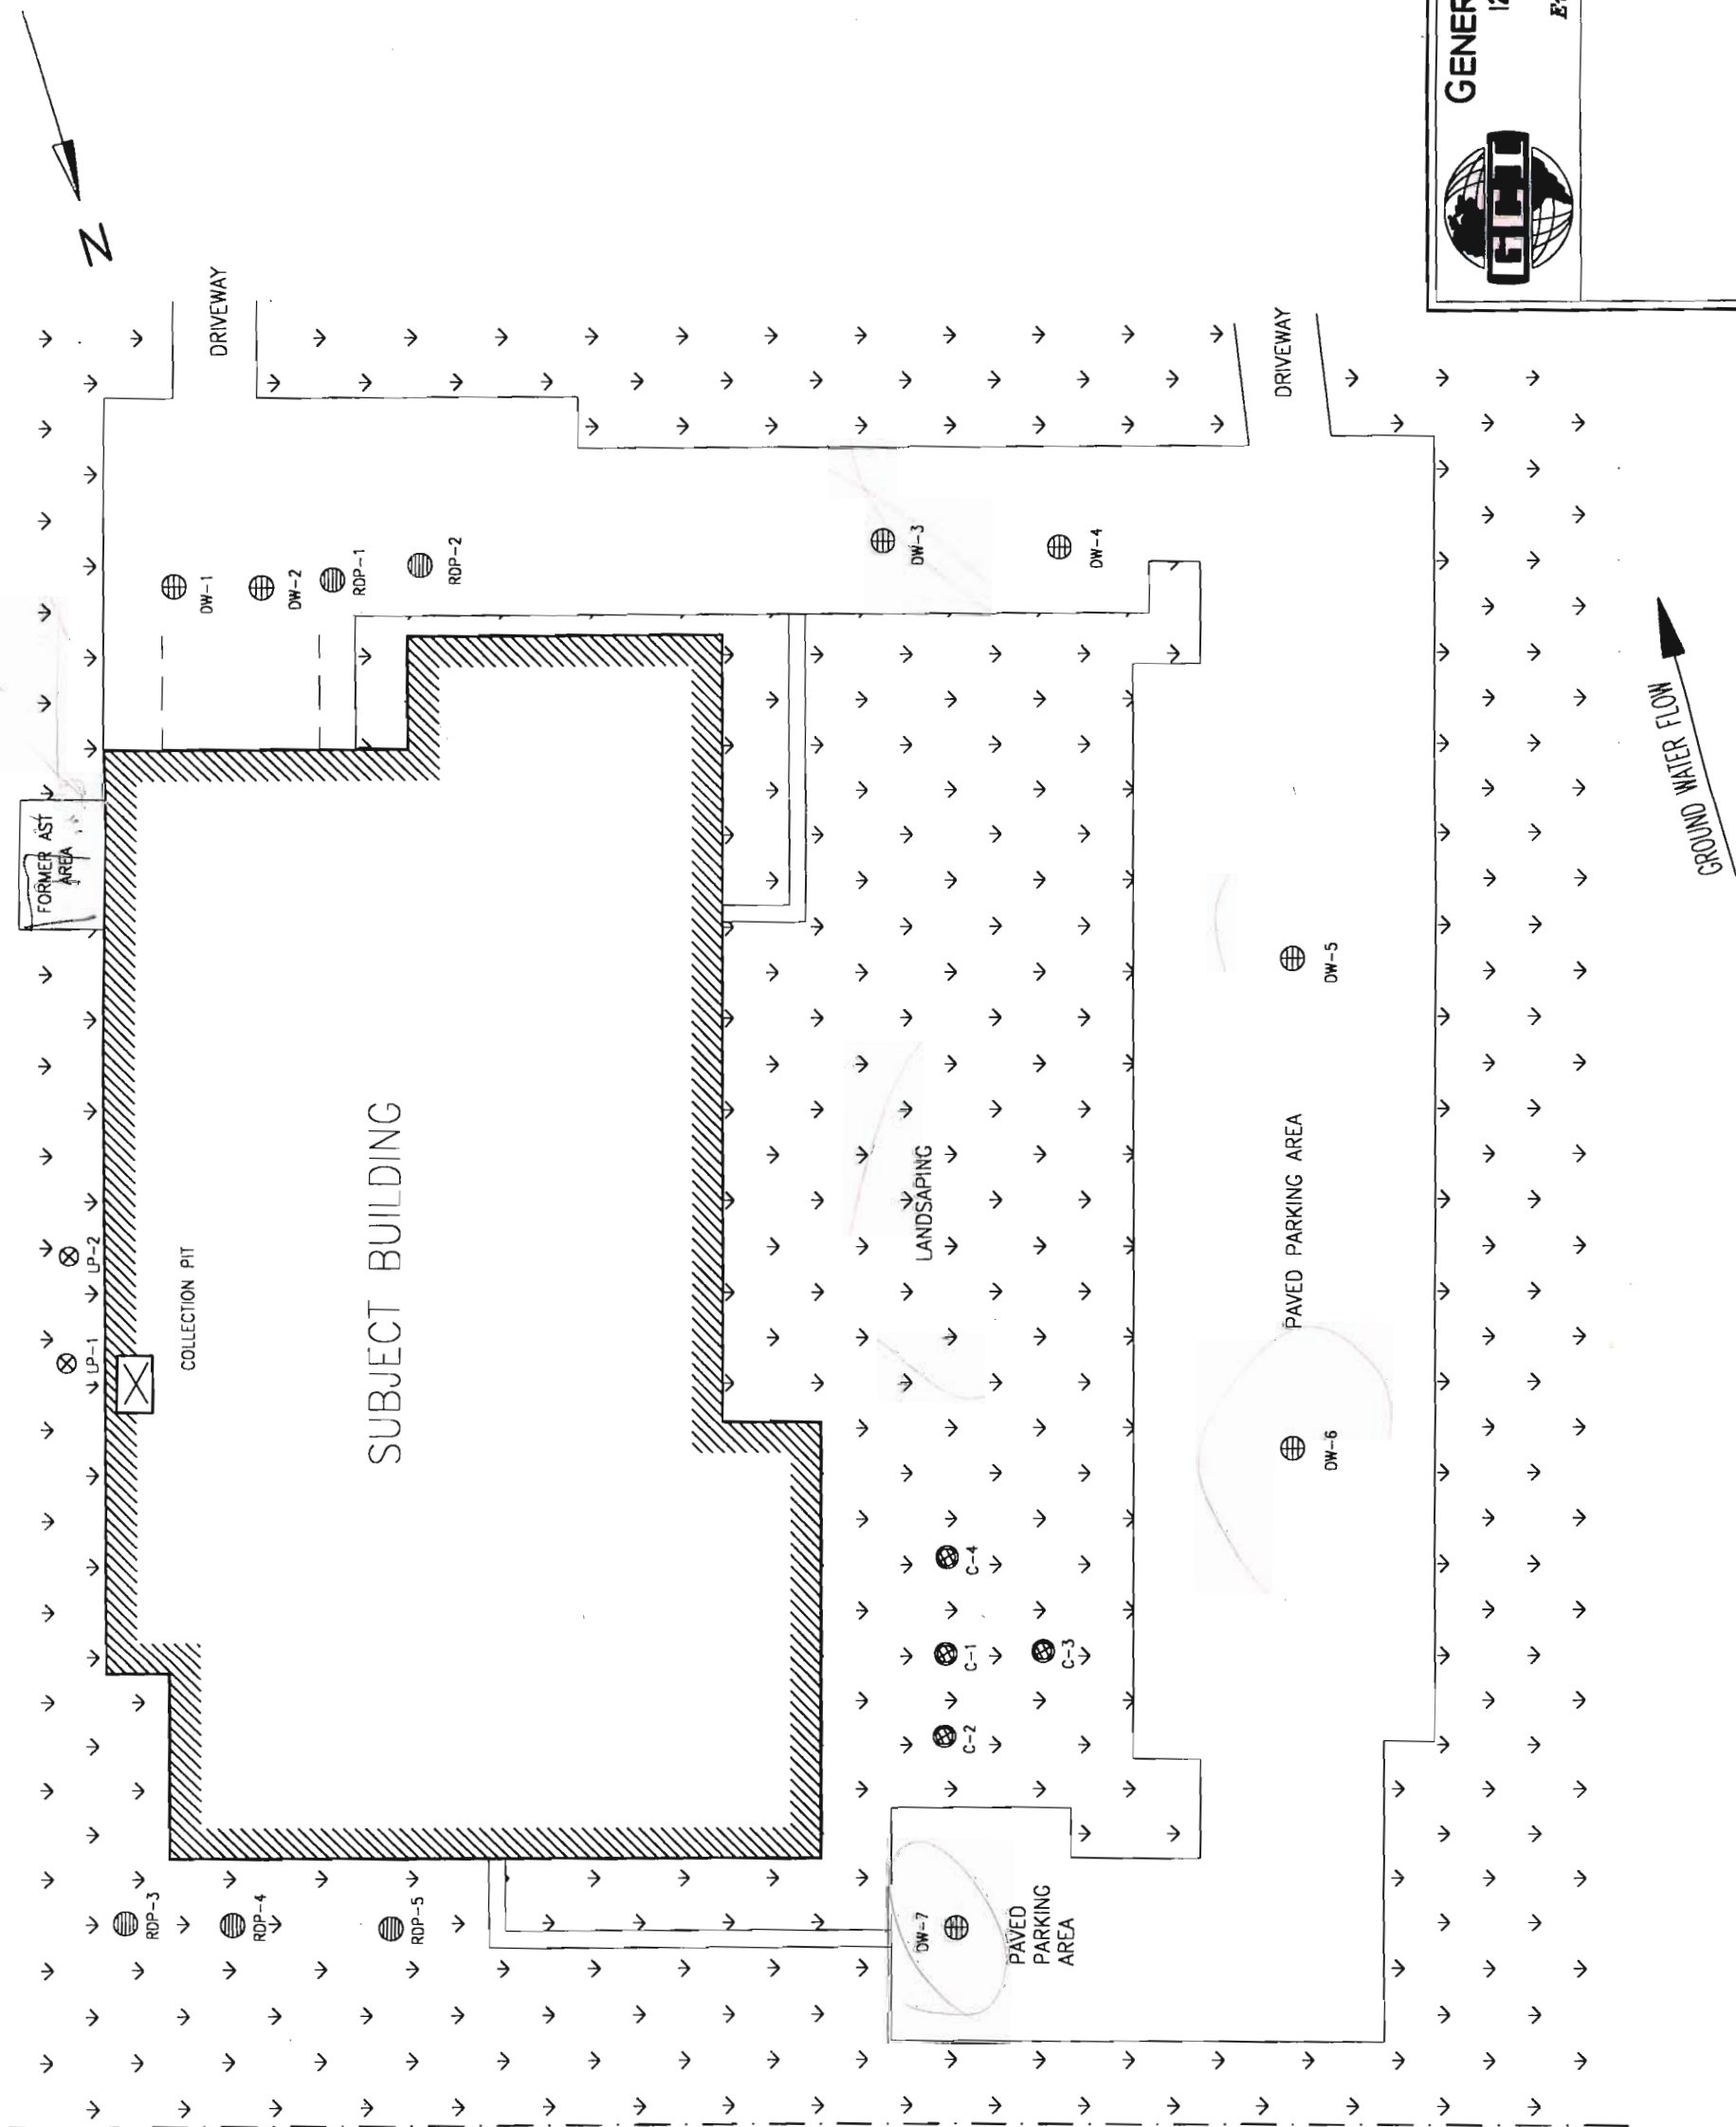 N
DRIVEWAY
DRIVEWAY
GENER
12
GCI
DW-1
DW-2
RDP-1
RDP-2
DW-3
DW-4
FORMER AST
AREA
GROUND WATER FLOW
DW-5
LP-2
LP-1
COLLECTION PIT
SUBJECT BUILDING
LANDSAPING
PAVED PARKING AREA
DW-6
C-4
C-1
C-3
C-2
RDP-3
RDP-4
RDP-5
DW-7
PAVED
PARKING
AREA